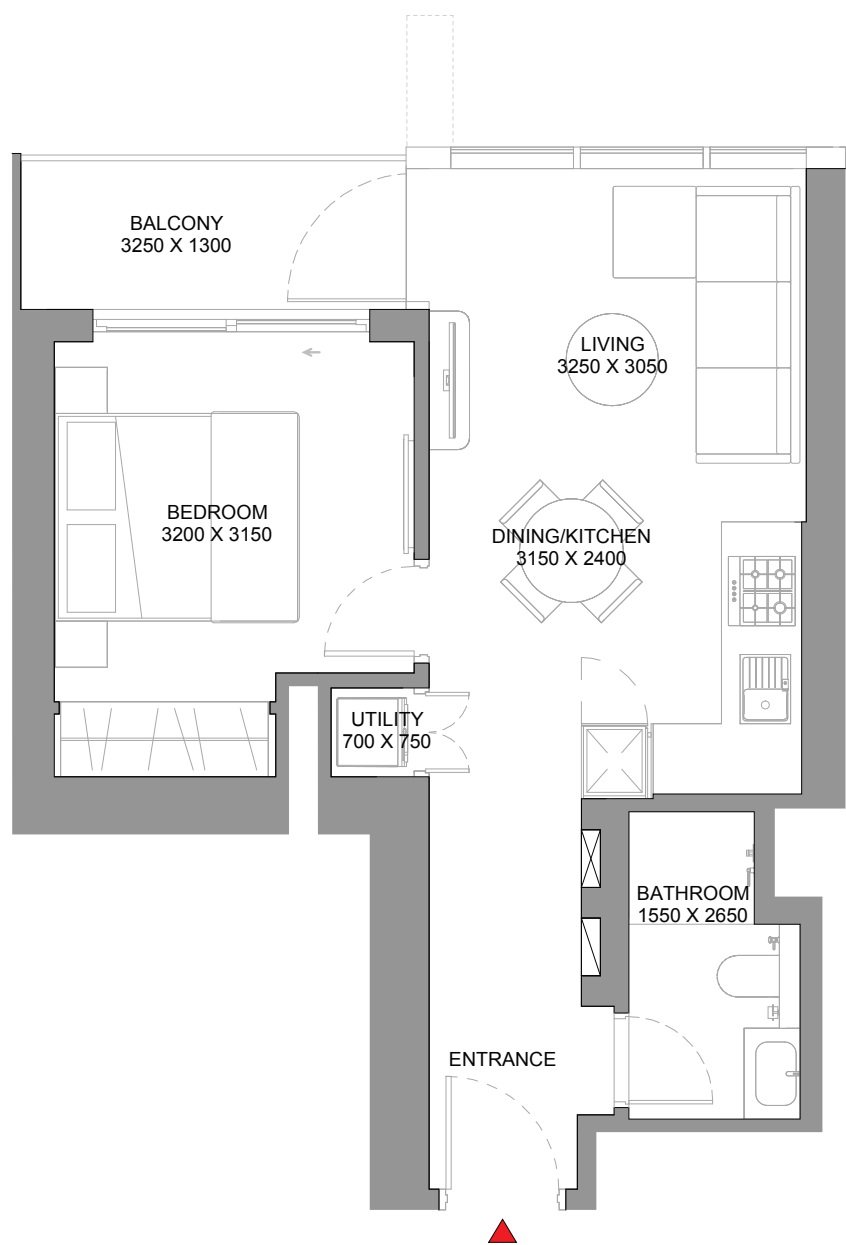 BALCONY
3250 X 1300
LIVING
3250 X 3050
BEDROOM
3200 X 3150
DINING/KITCHEN
3150 X 2400
UTILITY
700 X 750
BATHROOM
1550 X 2650
ENTRANCE